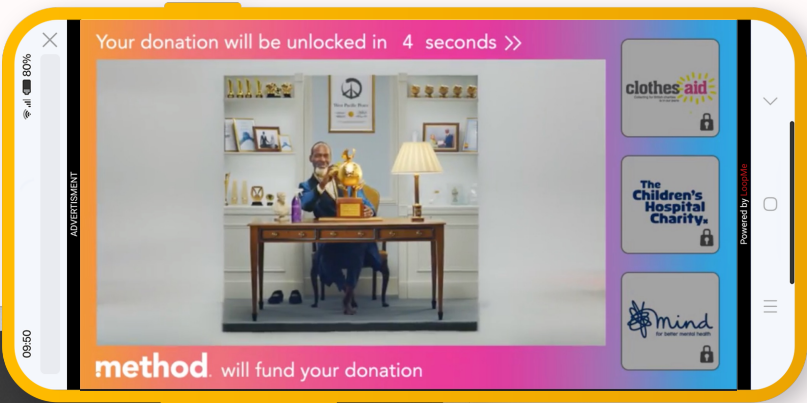 Your donation will be unlocked in 4 seconds >>
80%
ADVERTISMENT
09:50
clothes aid
The
Children's
Hospital
Charity.
mind
for better mental health
Powered by LoopMe
method. will fund your donation